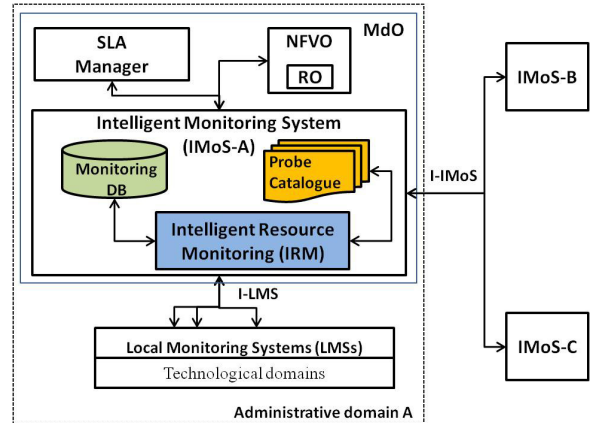 MdO
SLA
Manager
NFVO
RO
Intelligent Monitoring System
(IMoS-A)
Monitoring
DB
Probe
Catalogue
Intelligent Resource
Monitoring (IRM)
I-LMS
Local Monitoring Systems (LMSs)
Technological domains
Administrative domain A
I-IMoS
IMoS-B
IMoS-C